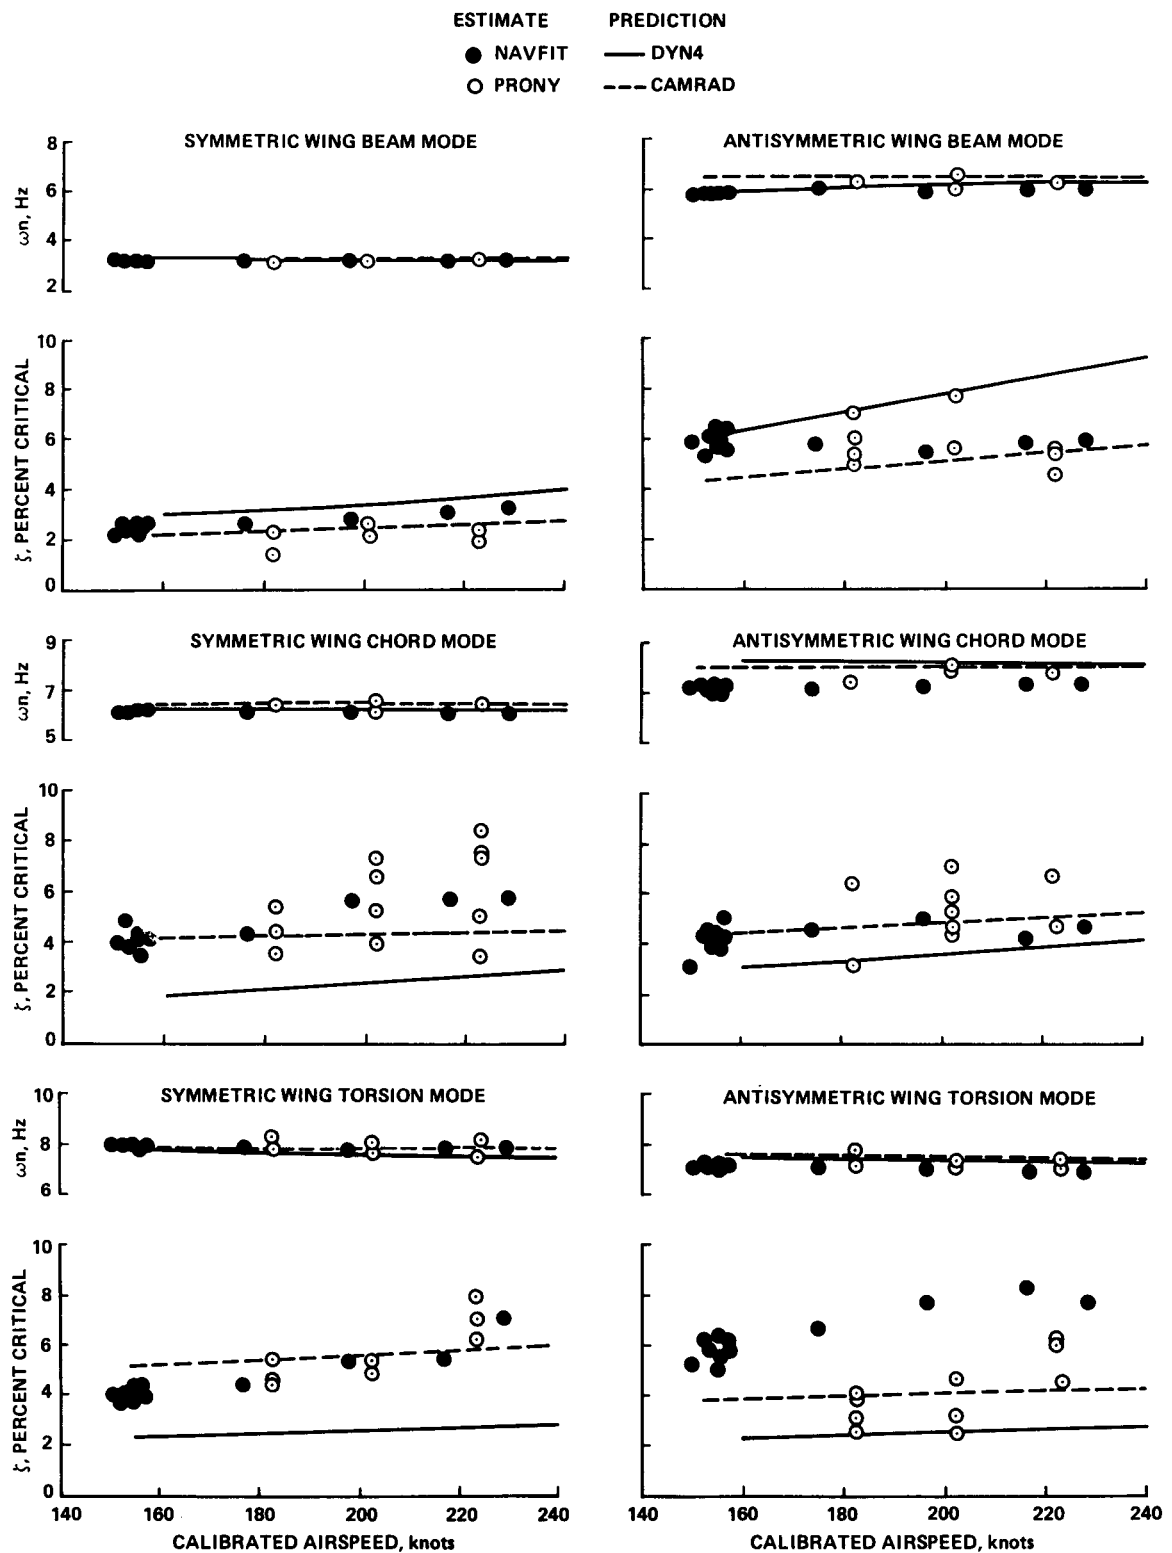 ESTIMATE PREDICTION
NAVFIT DYN4
PRONY CAMRAD
SYMMETRIC WING BEAM MODE
ωn, Hz
8
6
4
2
ANTISYMMETRIC WING BEAM MODE
ζ, PERCENT CRITICAL
10
8
6
4
2
0
SYMMETRIC WING CHORD MODE
ωn, Hz
9
7
5
ANTISYMMETRIC WING CHORD MODE
ζ, PERCENT CRITICAL
10
8
6
4
2
0
SYMMETRIC WING TORSION MODE
ωn, Hz
10
8
6
ANTISYMMETRIC WING TORSION MODE
ζ, PERCENT CRITICAL
10
8
6
4
2
0
140 160 180 200 220 240
CALIBRATED AIRSPEED, knots
140 160 180 200 220 240
CALIBRATED AIRSPEED, knots